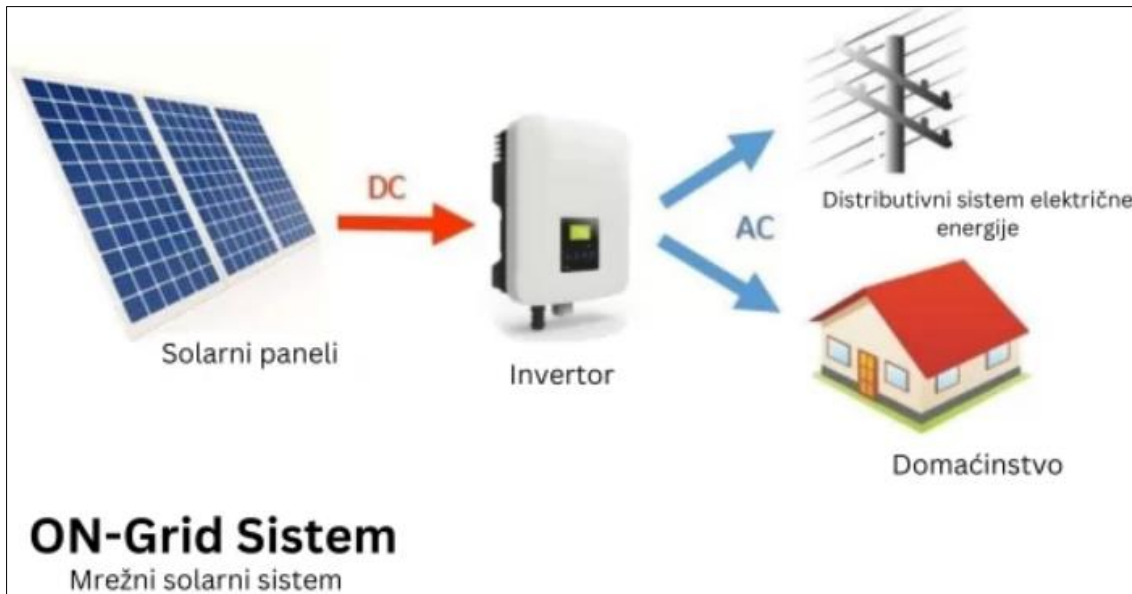 DC
AC
Distributivni sistem električne
energije
Solarni paneli
Invertor
Domaćinstvo
ON-Grid Sistem
Mrežni solarni sistem